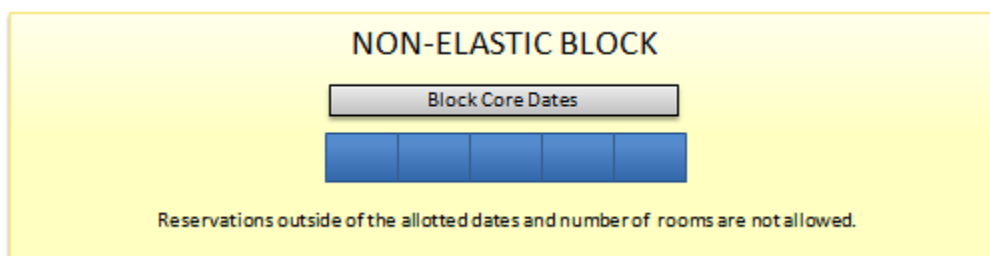 NON-ELASTIC BLOCK
Block Core Dates
Reservations outside of the allotted dates and number of rooms are not allowed.